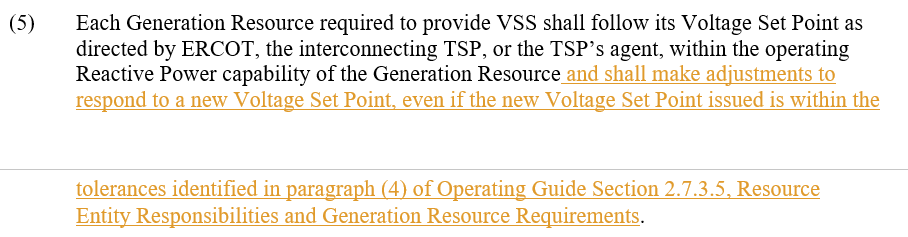 (5) Each Generation Resource required to provide VSS shall follow its Voltage Set Point as
directed by ERCOT, the interconnecting TSP, or the TSP’s agent, within the operating
Reactive Power capability of the Generation Resource and shall make adjustments to
respond to a new Voltage Set Point, even if the new Voltage Set Point issued is within the
tolerances identified in paragraph (4) of Operating Guide Section 2.7.3.5, Resource
Entity Responsibilities and Generation Resource Requirements.